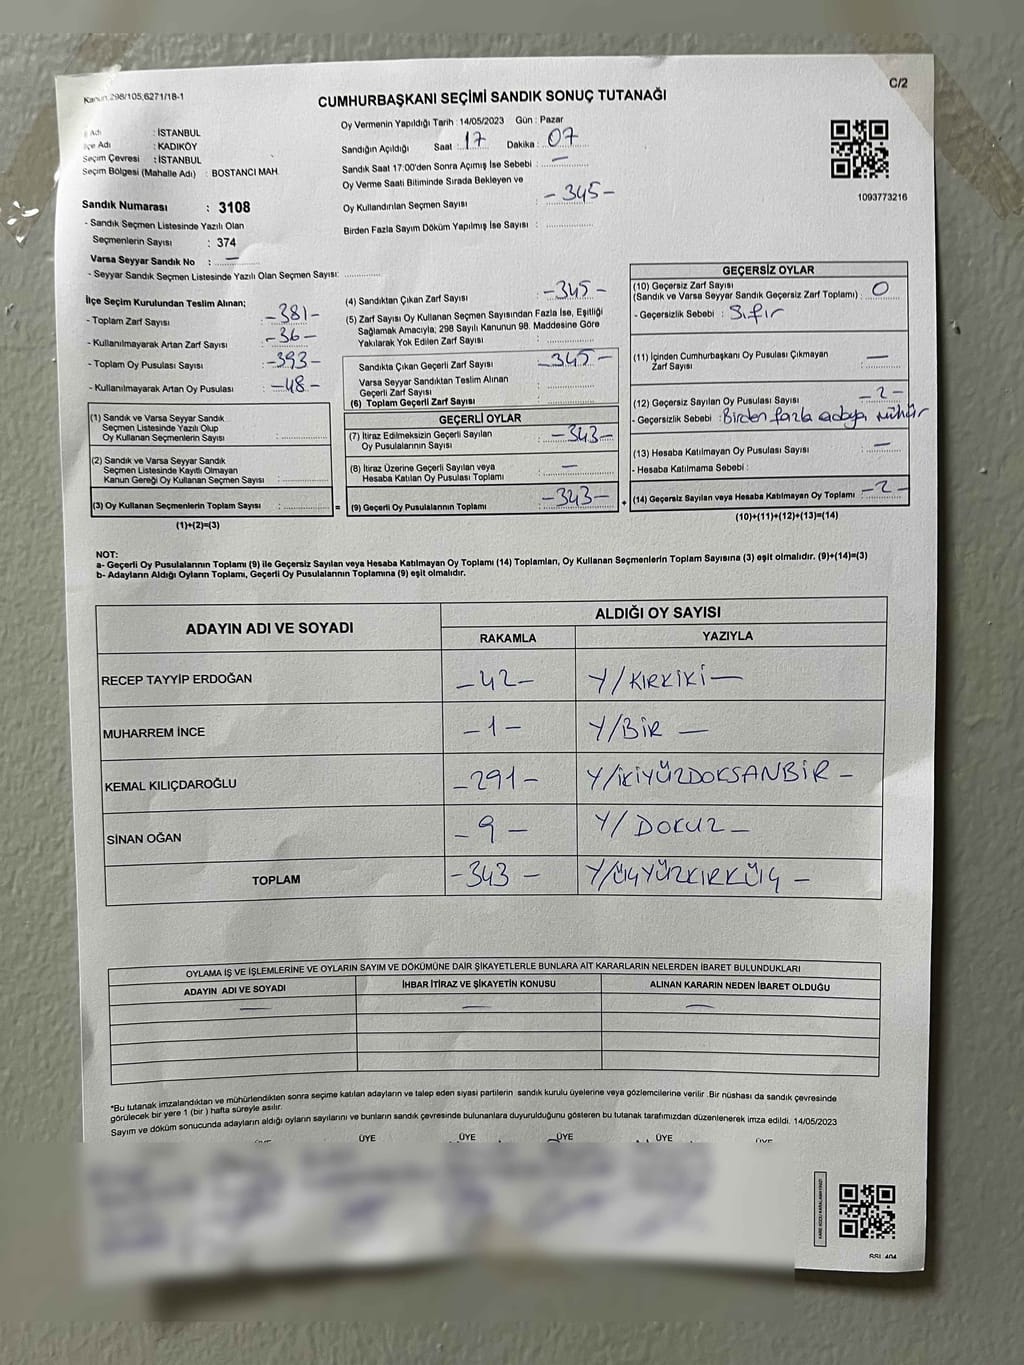 Kanun 298/105,6271/18-1
C/2
CUMHURBAŞKANI SEÇİMİ SANDIK SONUÇ TUTANAĞI
İl Adı : İSTANBUL
İlçe Adı : KADIKÖY
Seçim Çevresi : İSTANBUL
Seçim Bölgesi (Mahalle Adı) : BOSTANCI MAH.
Sandık Numarası : 3108
- Sandık Seçmen Listesinde Yazılı Olan
Seçmenlerin Sayısı : 374
Varsa Seyyar Sandık No : —
- Seyyar Sandık Seçmen Listesinde Yazılı Olan Seçmen Sayısı:
Oy Vermenin Yapıldığı Tarih : 14/05/2023 Gün : Pazar
Sandığın Açıldığı Saat : 17 Dakika : 07
Sandık Saat 17:00'den Sonra Açımış İse Sebebi : —
Oy Verme Saati Bitiminde Sırada Bekleyen ve
Oy Kullandırılan Seçmen Sayısı : -345-
Birden Fazla Sayım Döküm Yapılmış İse Sayısı :
1093773216
İlçe Seçim Kurulundan Teslim Alınan;
- Toplam Zarf Sayısı : -381-
- Kullanılmayarak Artan Zarf Sayısı : -36-
- Toplam Oy Pusulası Sayısı : -393-
- Kullanılmayarak Artan Oy Pusulası : -48-
(1) Sandık ve Varsa Seyyar Sandık
Seçmen Listesinde Yazılı Olup
Oy Kullanan Seçmenlerin Sayısı :
(2) Sandık ve Varsa Seyyar Sandık
Seçmen Listesinde Kayıtlı Olmayan
Kanun Gereği Oy Kullanan Seçmen Sayısı :
(3) Oy Kullanan Seçmenlerin Toplam Sayısı :
(1)+(2)=(3)
(4) Sandıktan Çıkan Zarf Sayısı : -345-
(5) Zarf Sayısı Oy Kullanan Seçmen Sayısından Fazla İse, Eşitliği
Sağlamak Amacıyla; 298 Sayılı Kanunun 98. Maddesine Göre
Yakılarak Yok Edilen Zarf Sayısı :
Sandıkta Çıkan Geçerli Zarf Sayısı : -345-
Varsa Seyyar Sandıktan Teslim Alınan
Geçerli Zarf Sayısı :
(6) Toplam Geçerli Zarf Sayısı :
GEÇERLİ OYLAR
(7) İtiraz Edilmeksizin Geçerli Sayılan
Oy Pusulalarının Sayısı : -343-
(8) İtiraz Üzerine Geçerli Sayılan veya
Hesaba Katılan Oy Pusulası Toplamı : —
= (9) Geçerli Oy Pusulalarının Toplamı : -343- +
GEÇERSİZ OYLAR
(10) Geçersiz Zarf Sayısı
(Sandık ve Varsa Seyyar Sandık Geçersiz Zarf Toplamı) : 0
- Geçersizlik Sebebi : Sıfır
(11) İçinden Cumhurbaşkanı Oy Pusulası Çıkmayan
Zarf Sayısı —
(12) Geçersiz Sayılan Oy Pusulası Sayısı -2-
- Geçersizlik Sebebi : Birden fazla adaya mühür
(13) Hesaba Katılmayan Oy Pusulası Sayısı : —
- Hesaba Katılmama Sebebi :
(14) Geçersiz Sayılan veya Hesaba Katılmayan Oy Toplamı : -2-
(10)+(11)+(12)+(13)=(14)
NOT:
a- Geçerli Oy Pusulalarının Toplamı (9) ile Geçersiz Sayılan veya Hesaba Katılmayan Oy Toplamı (14) Toplamları, Oy Kullanan Seçmenlerin Toplam Sayısına (3) eşit olmalıdır. (9)+(14)=(3)
b- Adayların Aldığı Oyların Toplamı, Geçerli Oy Pusulalarının Toplamına (9) eşit olmalıdır.
ADAYIN ADI VE SOYADI ALDIĞI OY SAYISI
RAKAMLA YAZIYLA
RECEP TAYYİP ERDOĞAN -42- Y/KIRKİKİ—
MUHARREM İNCE -1- Y/BİR —
KEMAL KILIÇDAROĞLU -291- Y/İKİYÜZDOKSANBİR -
SİNAN OĞAN -9- Y/DOKUZ -
TOPLAM -343- Y/ÜÇYÜZKIRKÜÇ -
OYLAMA İŞ VE İŞLEMLERİNE VE OYLARIN SAYIM VE DÖKÜMÜNE DAİR ŞİKAYETLERLE BUNLARA AİT KARARLARIN NELERDEN İBARET BULUNDUKLARI
ADAYIN ADI VE SOYADI İHBAR İTİRAZ VE ŞİKAYETİN KONUSU ALINAN KARARIN NEDEN İBARET OLDUĞU
— — —
*Bu tutanak imzalandıktan ve mühürlendikten sonra seçime katılan adayların ve talep eden siyasi partilerin sandık kurulu üyelerine veya gözlemcilerine verilir .Bir nüshası da sandık çevresinde
görülecek bir yere 1 (bir ) hafta süreyle asılır.
Sayım ve döküm sonucunda adayların aldığı oyların sayılarını ve bunların sandık çevresinde bulunanlara duyurulduğunu gösteren bu tutanak tarafımızdan düzenlenerek imza edildi. 14/05/2023
ÜYE ÜYE ÜYE ÜYE